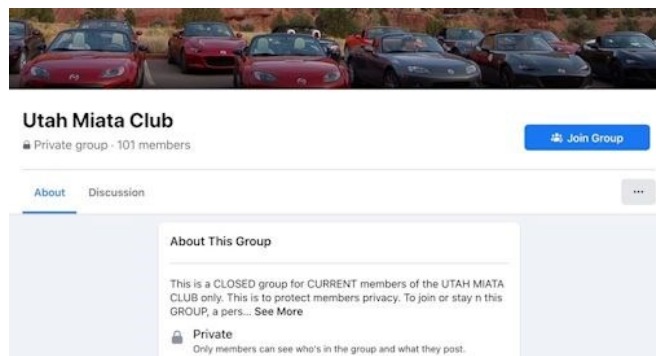 Utah Miata Club
Private group · 101 members
Join Group
About Discussion
...
About This Group
This is a CLOSED group for CURRENT members of the UTAH MIATA
CLUB only. This is to protect members privacy. To join or stay n this
GROUP, a pers... See More
Private
Only members can see who's in the group and what they post.